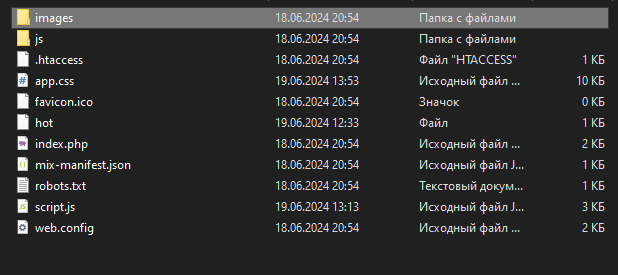 images 18.06.2024 20:54 Папка с файлами
js 18.06.2024 20:54 Папка с файлами
.htaccess 18.06.2024 20:54 Файл "HTACCESS" 1 КБ
app.css 19.06.2024 13:53 Исходный файл ... 10 КБ
favicon.ico 18.06.2024 20:54 Значок 0 КБ
hot 19.06.2024 12:33 Файл 1 КБ
index.php 18.06.2024 20:54 Исходный файл ... 2 КБ
mix-manifest.json 18.06.2024 20:54 Исходный файл J... 1 КБ
robots.txt 18.06.2024 20:54 Текстовый докум... 1 КБ
script.js 19.06.2024 13:13 Исходный файл J... 3 КБ
web.config 18.06.2024 20:54 Исходный файл ... 2 КБ